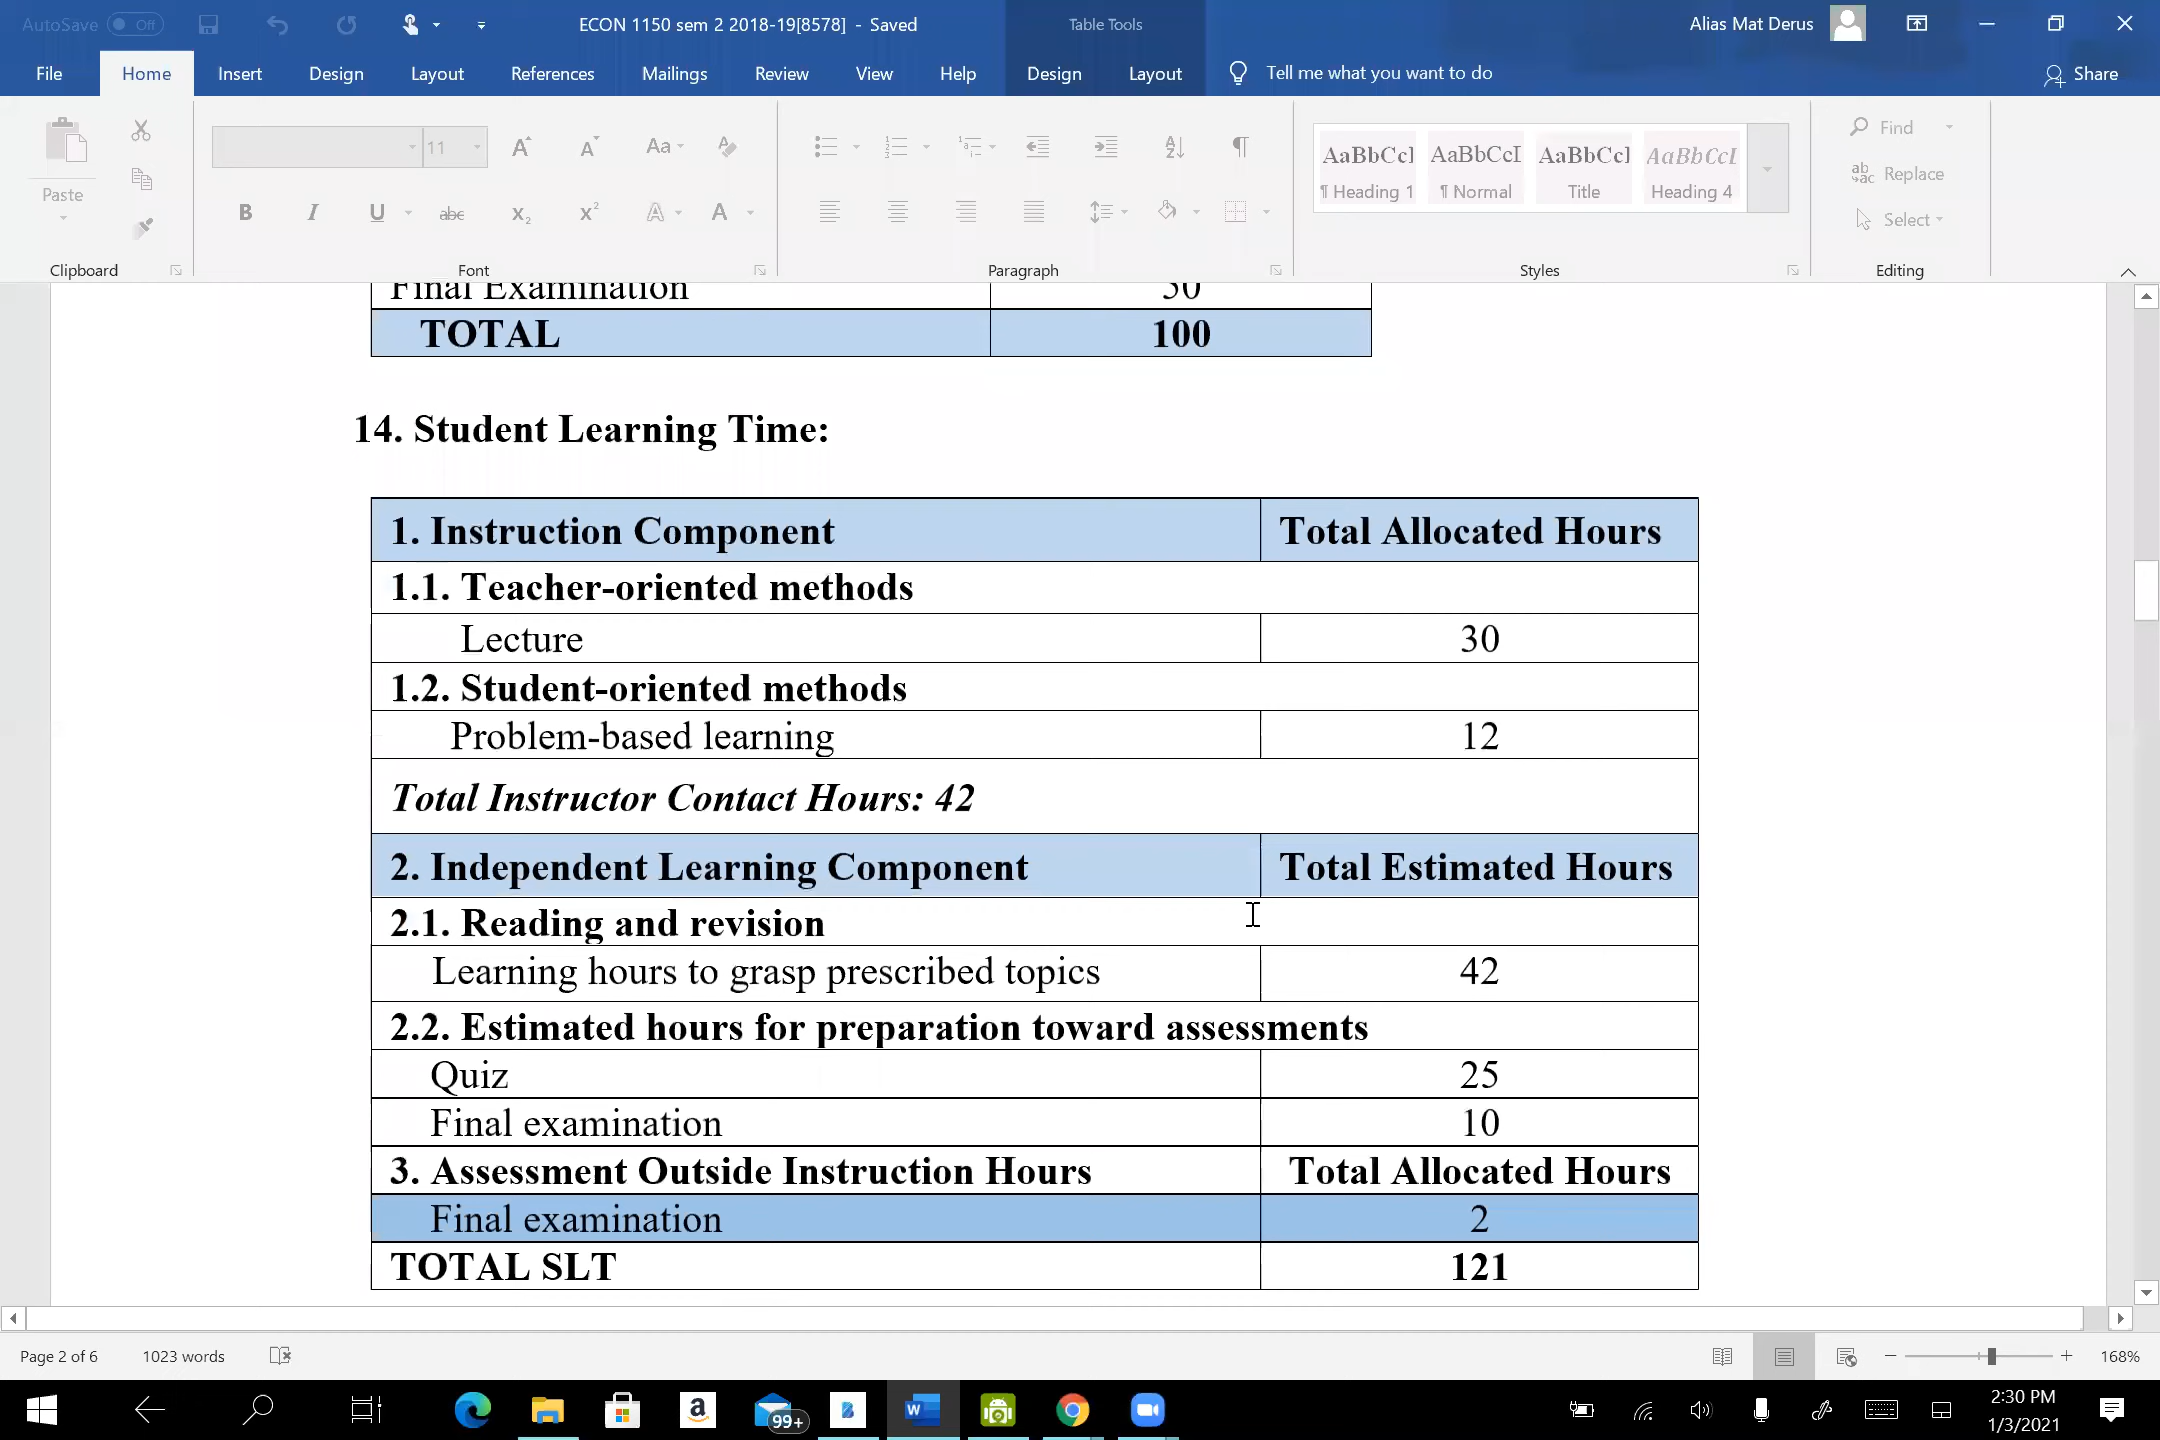 AutoSave Off
ECON 1150 sem 2 2018-19[8578] - Saved
Table Tools
Alias Mat Derus
File Home Insert Design Layout References Mailings Review View Help Design Layout Tell me what you want to do Share
Paste
11
Aa
B I U abc X₂ X² A A
AaBbCcI AaBbCcI AaBbCcI AaBbCcI
¶ Heading 1 ¶ Normal Title Heading 4
Find
Replace
Select
Clipboard Font Paragraph Styles Editing
Final Examination 50
TOTAL 100
14. Student Learning Time:
1. Instruction Component Total Allocated Hours
1.1. Teacher-oriented methods
Lecture 30
1.2. Student-oriented methods
Problem-based learning 12
Total Instructor Contact Hours: 42
2. Independent Learning Component Total Estimated Hours
2.1. Reading and revision
Learning hours to grasp prescribed topics 42
2.2. Estimated hours for preparation toward assessments
Quiz 25
Final examination 10
3. Assessment Outside Instruction Hours Total Allocated Hours
Final examination 2
TOTAL SLT 121
Page 2 of 6 1023 words 168%
99+
2:30 PM
1/3/2021